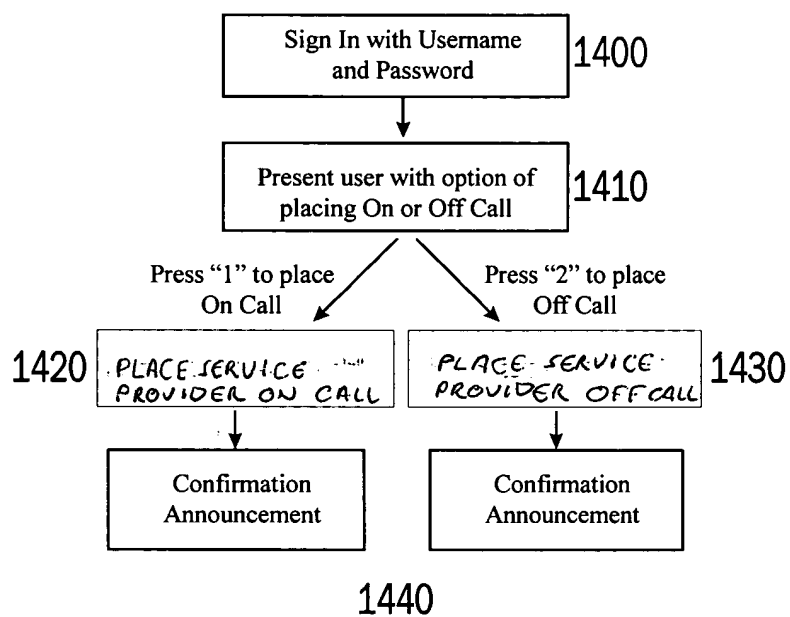 Sign In with Username
and Password
1400
Present user with option of
placing On or Off Call
1410
Press “1” to place
On Call
Press “2” to place
Off Call
1420
PLACE SERVICE
PROVIDER ON CALL
PLACE SERVICE
PROVIDER OFF CALL
1430
Confirmation
Announcement
Confirmation
Announcement
1440